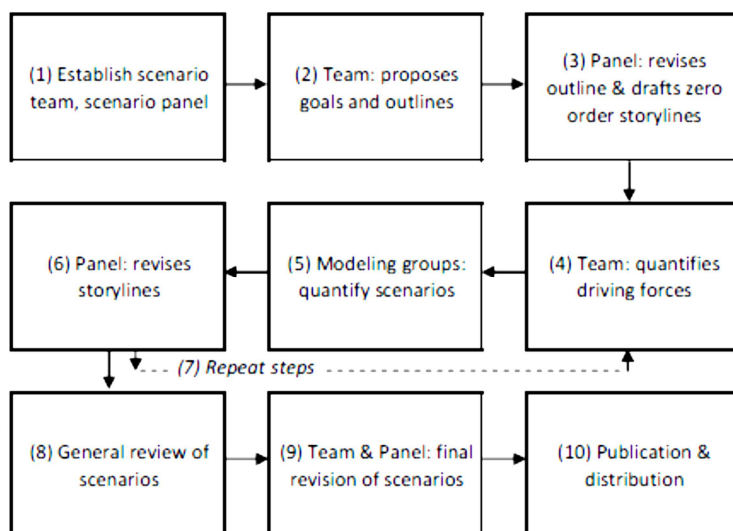 (1) Establish scenario
team, scenario panel
(2) Team: proposes
goals and outlines
(3) Panel: revises
outline & drafts zero
order storylines
(6) Panel: revises
storylines
(5) Modeling groups:
quantify scenarios
(4) Team: quantifies
driving forces
(7) Repeat steps
(8) General review of
scenarios
(9) Team & Panel: final
revision of scenarios
(10) Publication &
distribution